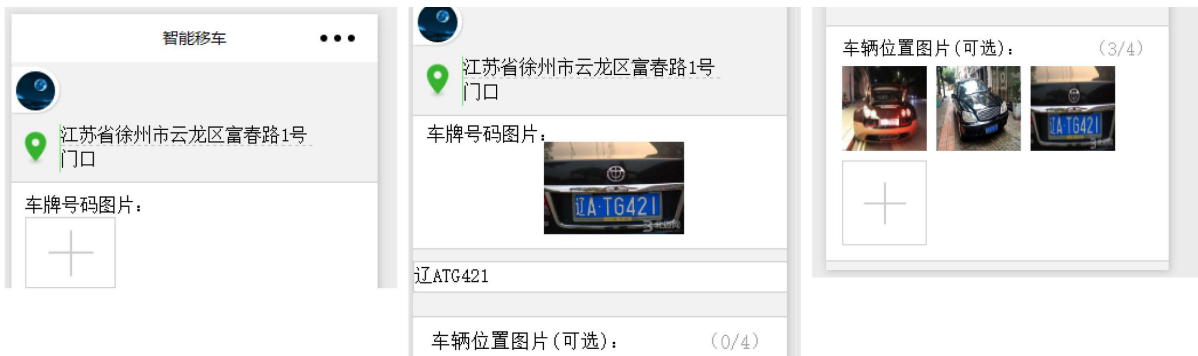 智能移车
江苏省徐州市云龙区富春路1号
门口
车牌号码图片:
江苏省徐州市云龙区富春路1号
门口
车牌号码图片:
辽A·TG421
辽ATG421
车辆位置图片(可选): (0/4)
车辆位置图片(可选): (3/4)
辽A·TG421